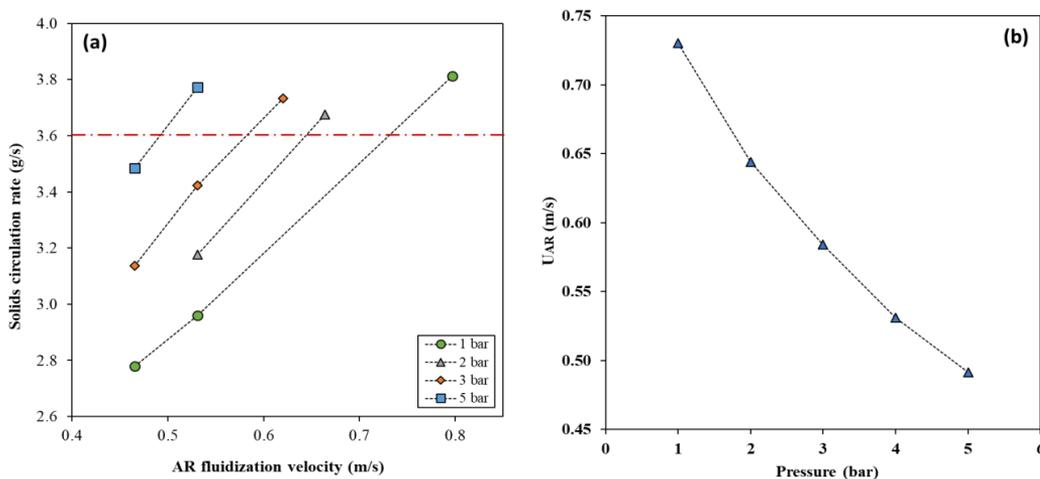 (a)
4.0
3.8
3.6
3.4
3.2
3.0
2.8
2.6
Solids circulation rate (g/s)
0.4 0.5 0.6 0.7 0.8
AR fluidization velocity (m/s)
1 bar
2 bar
3 bar
5 bar
(b)
0.75
0.70
0.65
0.60
0.55
0.50
0.45
UAR (m/s)
0 1 2 3 4 5 6
Pressure (bar)